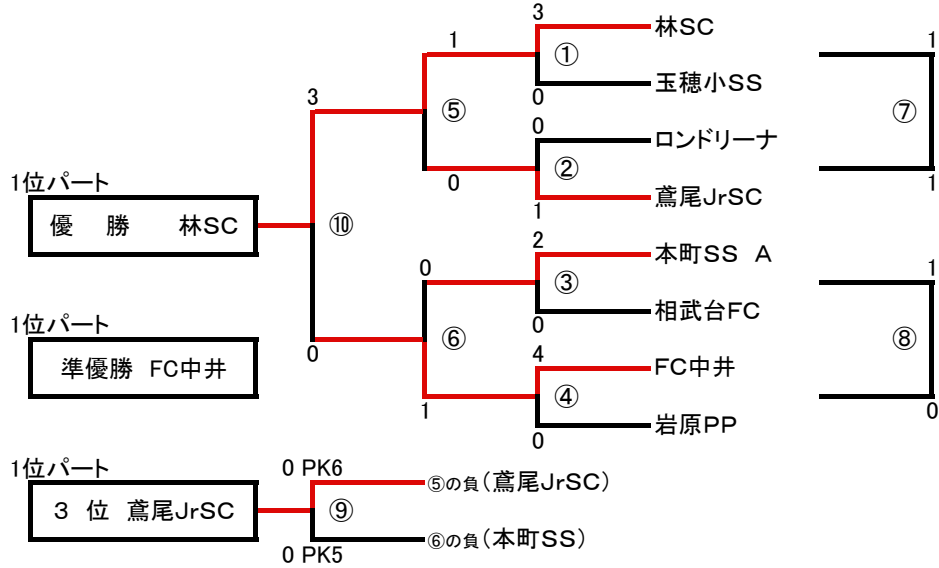 3
林SC
1
1
①
0
玉穂小SS
3
⑤
⑦
0
ロンドリーナ
②
0
1
1
鳶尾JrSC
1位パート
優 勝 林SC
⑩
2
本町SS A
0
1
③
0
相武台FC
1位パート
準優勝 FC中井
0
⑥
⑧
4
FC中井
④
1
0
0
岩原PP
1位パート
3 位 鳶尾JrSC
0 PK6
⑤の負(鳶尾JrSC)
⑨
0 PK5
⑥の負(本町SS)